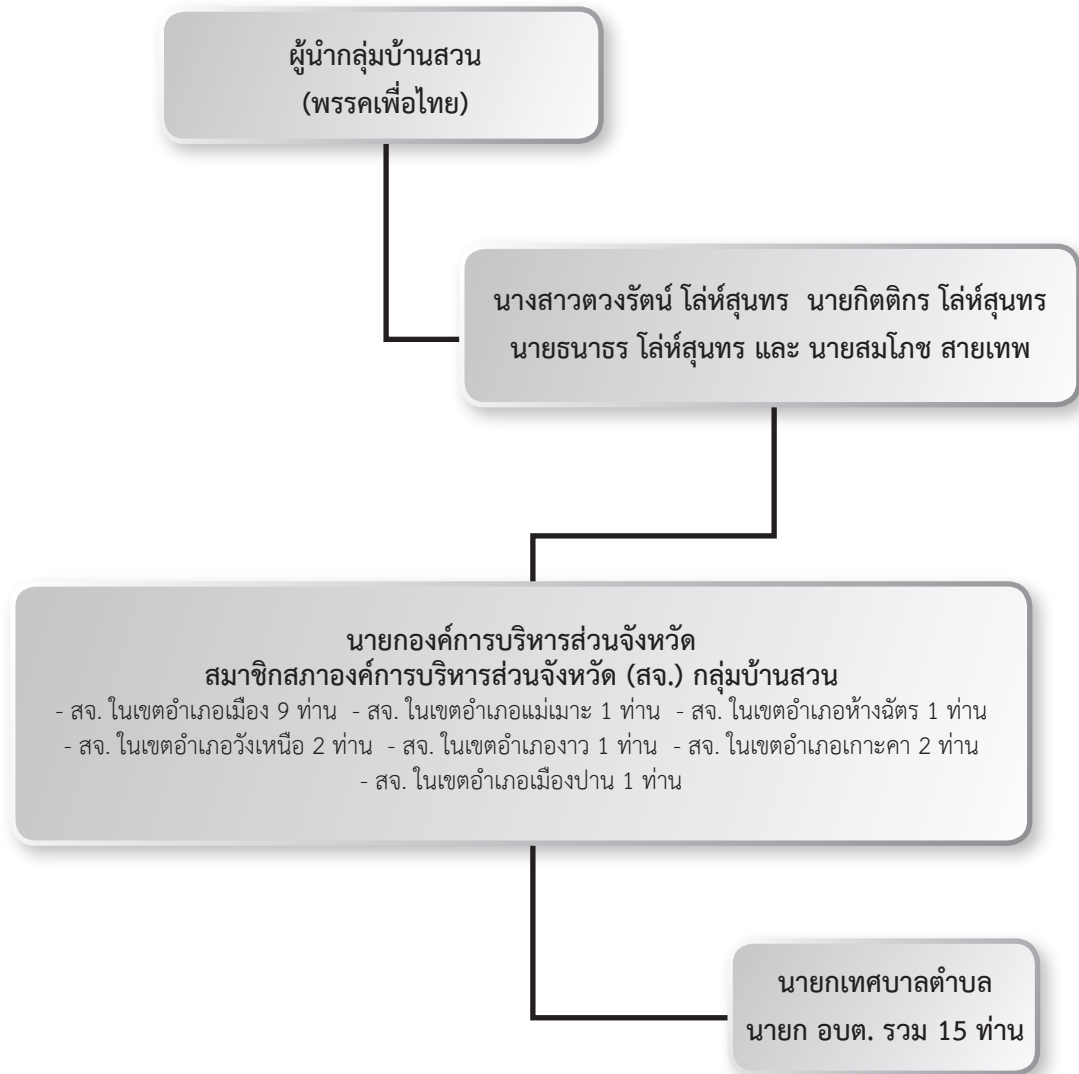 ผู้นำกลุ่มบ้านสวน
(พรรคเพื่อไทย)
นางสาวตวงรัตน์ โล่ห์สุนทร นายกิตติกร โล่ห์สุนทร
นายธนาธร โล่ห์สุนทร และ นายสมโภช สายเทพ
นายกองค์การบริหารส่วนจังหวัด
สมาชิกสภาองค์การบริหารส่วนจังหวัด (สจ.) กลุ่มบ้านสวน
- สจ. ในเขตอำเภอเมือง 9 ท่าน - สจ. ในเขตอำเภอแม่เมาะ 1 ท่าน - สจ. ในเขตอำเภอห้างฉัตร 1 ท่าน
- สจ. ในเขตอำเภอวังเหนือ 2 ท่าน - สจ. ในเขตอำเภองาว 1 ท่าน - สจ. ในเขตอำเภอเกาะคา 2 ท่าน
- สจ. ในเขตอำเภอเมืองปาน 1 ท่าน
นายกเทศบาลตำบล
นายก อบต. รวม 15 ท่าน